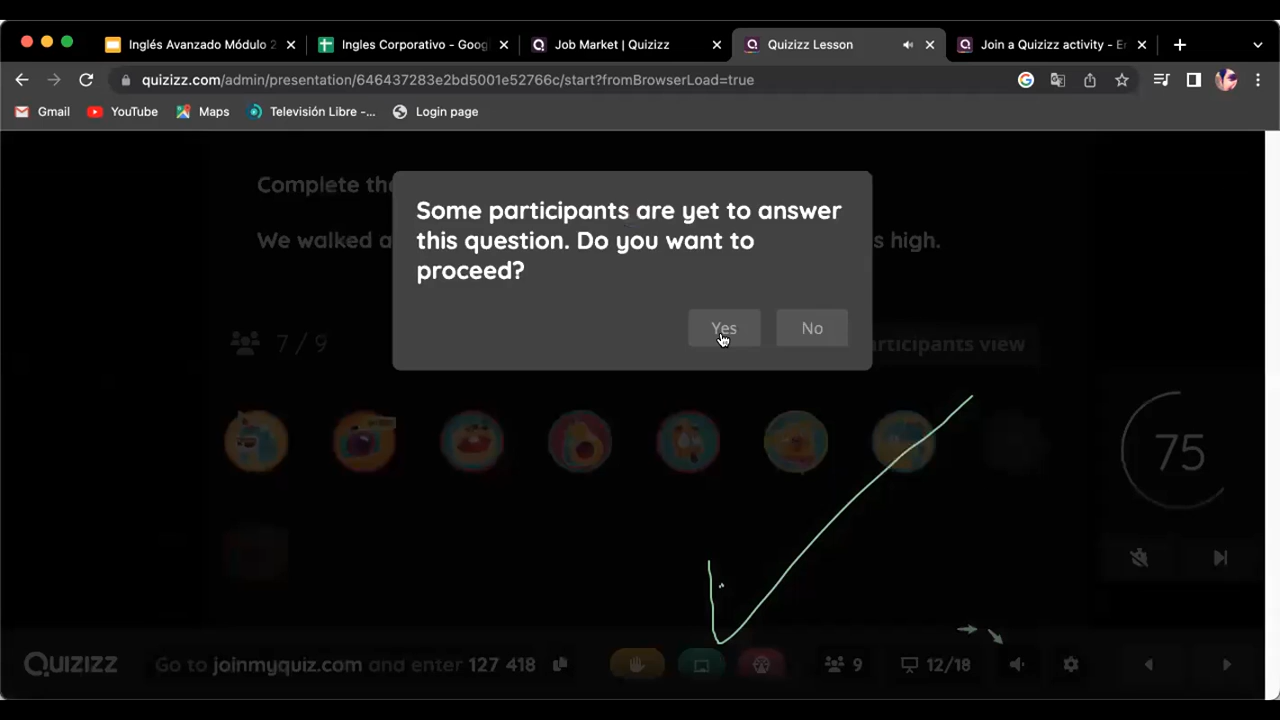 Inglés Avanzado Módulo 2
Ingles Corporativo - Goog
Job Market | Quizizz
Quizizz Lesson
Join a Quizizz activity - Er
quizizz.com/admin/presentation/646437283e2bd5001e52766c/start?fromBrowserLoad=true
Gmail
YouTube
Maps
Televisión Libre -...
Login page
Complete the
We walked a
s high.
Some participants are yet to answer
this question. Do you want to
proceed?
Yes
No
7 / 9
articipants view
75
QUIZIZZ
Go to joinmyquiz.com and enter 127 418
9
12/18